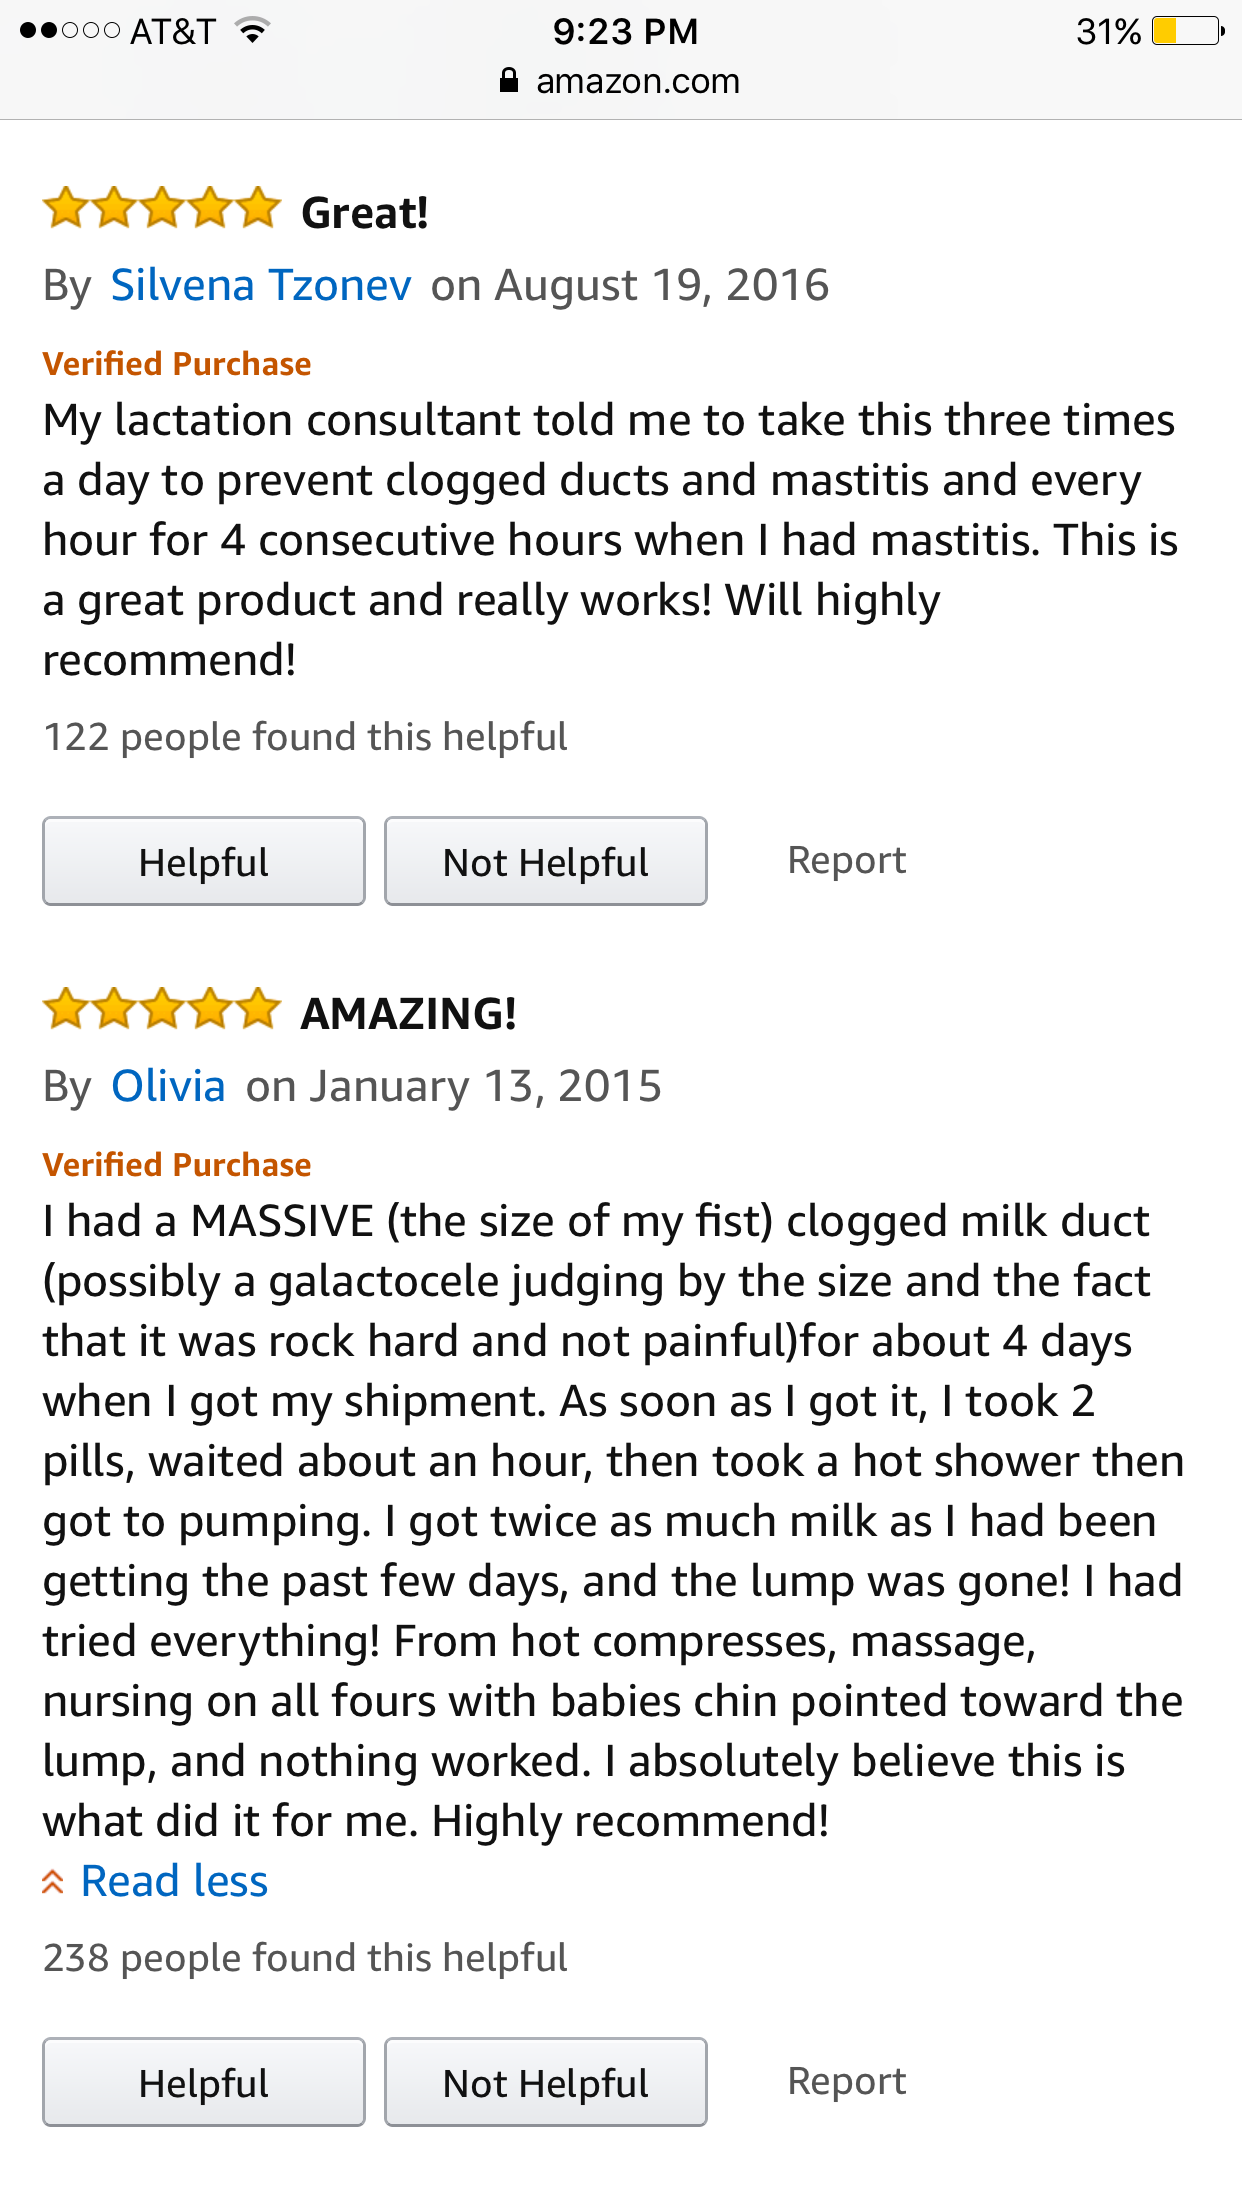 AT&T 9:23 PM 31%
amazon.com
Great!
By Silvena Tzonev on August 19, 2016
Verified Purchase
My lactation consultant told me to take this three times
a day to prevent clogged ducts and mastitis and every
hour for 4 consecutive hours when I had mastitis. This is
a great product and really works! Will highly
recommend!
122 people found this helpful
Helpful Not Helpful Report
AMAZING!
By Olivia on January 13, 2015
Verified Purchase
I had a MASSIVE (the size of my fist) clogged milk duct
(possibly a galactocele judging by the size and the fact
that it was rock hard and not painful)for about 4 days
when I got my shipment. As soon as I got it, I took 2
pills, waited about an hour, then took a hot shower then
got to pumping. I got twice as much milk as I had been
getting the past few days, and the lump was gone! I had
tried everything! From hot compresses, massage,
nursing on all fours with babies chin pointed toward the
lump, and nothing worked. I absolutely believe this is
what did it for me. Highly recommend!
Read less
238 people found this helpful
Helpful Not Helpful Report